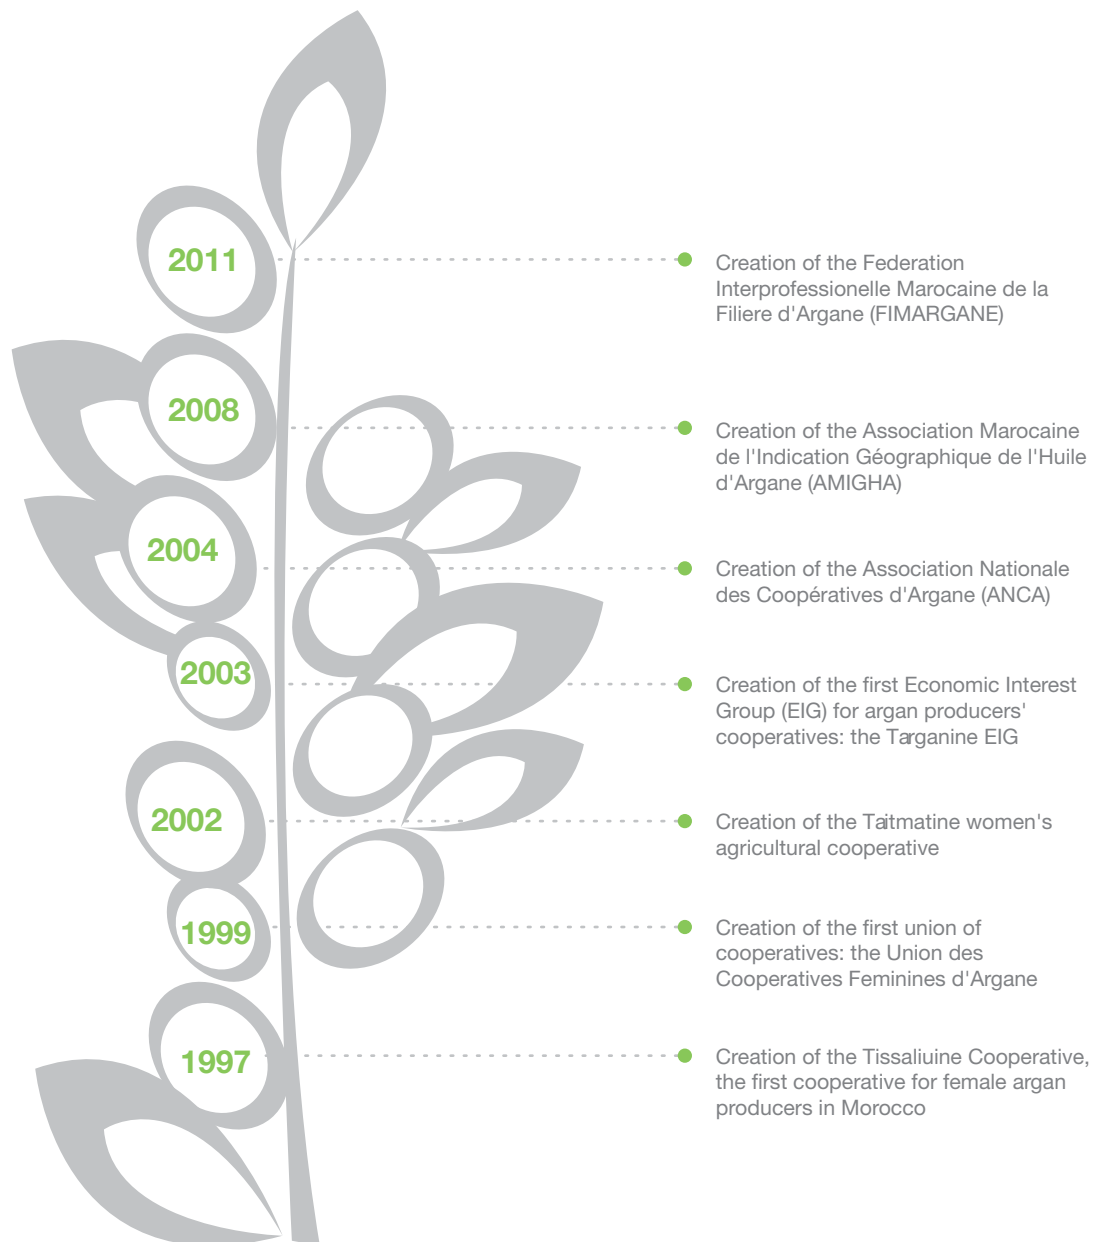 2011
Creation of the Federation
Interprofessionelle Marocaine de la
Filiere d'Argane (FIMARGANE)
2008
Creation of the Association Marocaine
de l'Indication Géographique de l'Huile
d'Argane (AMIGHA)
2004
Creation of the Association Nationale
des Coopératives d'Argane (ANCA)
2003
Creation of the first Economic Interest
Group (EIG) for argan producers'
cooperatives: the Targanine EIG
2002
Creation of the Taitmatine women's
agricultural cooperative
1999
Creation of the first union of
cooperatives: the Union des
Cooperatives Feminines d'Argane
1997
Creation of the Tissaliuine Cooperative,
the first cooperative for female argan
producers in Morocco